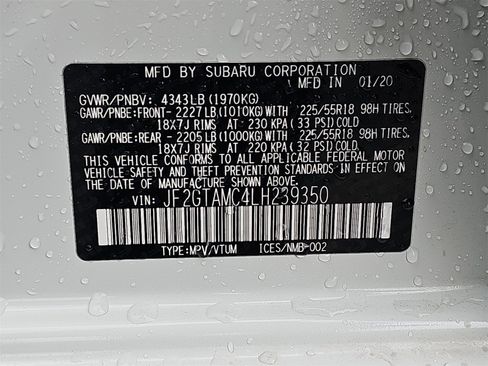 MFD BY SUBARU CORPORATION
MFD IN 01/20
GVWR/PNBV: 4343LB (1970KG)
GAWR/PNBE:FRONT- 2227LB (1010KG)WITH 225/55R18 98H TIRES,
18X7J RIMS AT 230 KPA (33 PSI)COLD
GAWR/PNBE:REAR- 2205LB (1000KG)WITH 225/55R18 98H TIRES,
18X7J RIMS AT 220 KPA (32 PSI)COLD
THIS VEHICLE CONFORMS TO ALL APPLICABLE FEDERAL MOTOR
VEHICLE SAFETY, BUMPER, AND THEFT PREVENTION
STANDARDS IN EFFECT ON THE DATE OF MANUFACTURE
SHOWN ABOVE.
VIN: JF2GTAMC4LH239350
TYPE:MPV/VTUM ICES/NMB-002